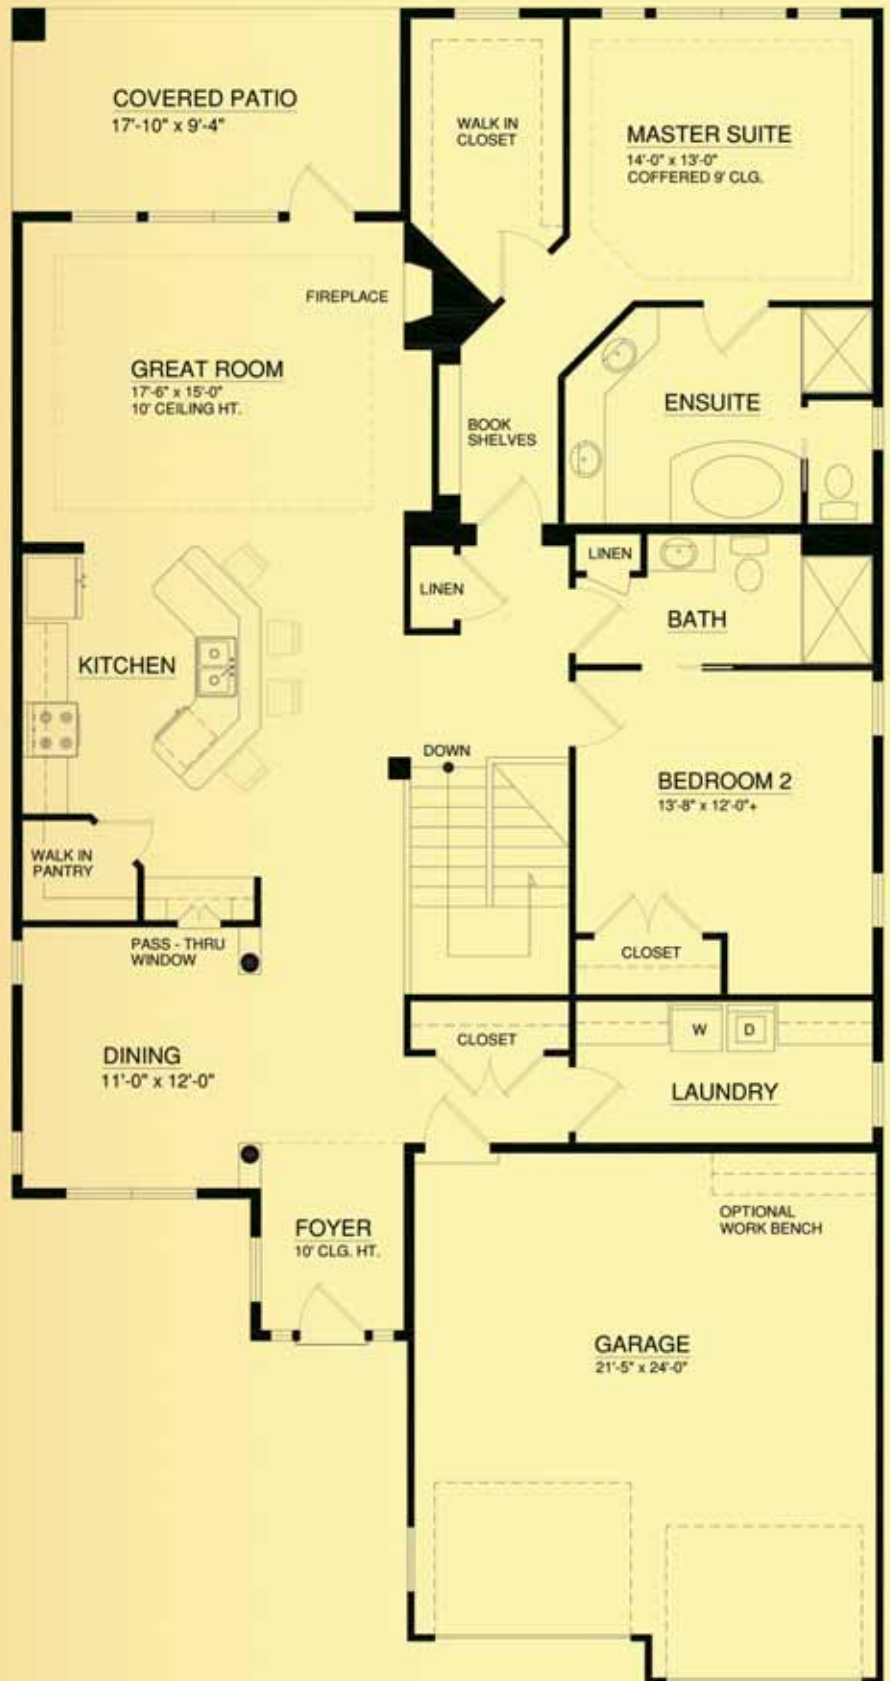 COVERED PATIO
17'-10" x 9'-4"
WALK IN
CLOSET
MASTER SUITE
14'-0" x 13'-0"
COFFERED 9' CLG.
FIREPLACE
GREAT ROOM
17'-6" x 15'-0"
10' CEILING HT.
BOOK
SHELVES
ENSUITE
LINEN
LINEN
BATH
KITCHEN
DOWN
BEDROOM 2
13'-8" x 12'-0"+
WALK IN
PANTRY
PASS - THRU
WINDOW
CLOSET
DINING
11'-0" x 12'-0"
CLOSET
W
D
LAUNDRY
FOYER
10' CLG. HT.
OPTIONAL
WORK BENCH
GARAGE
21'-5" x 24'-0"